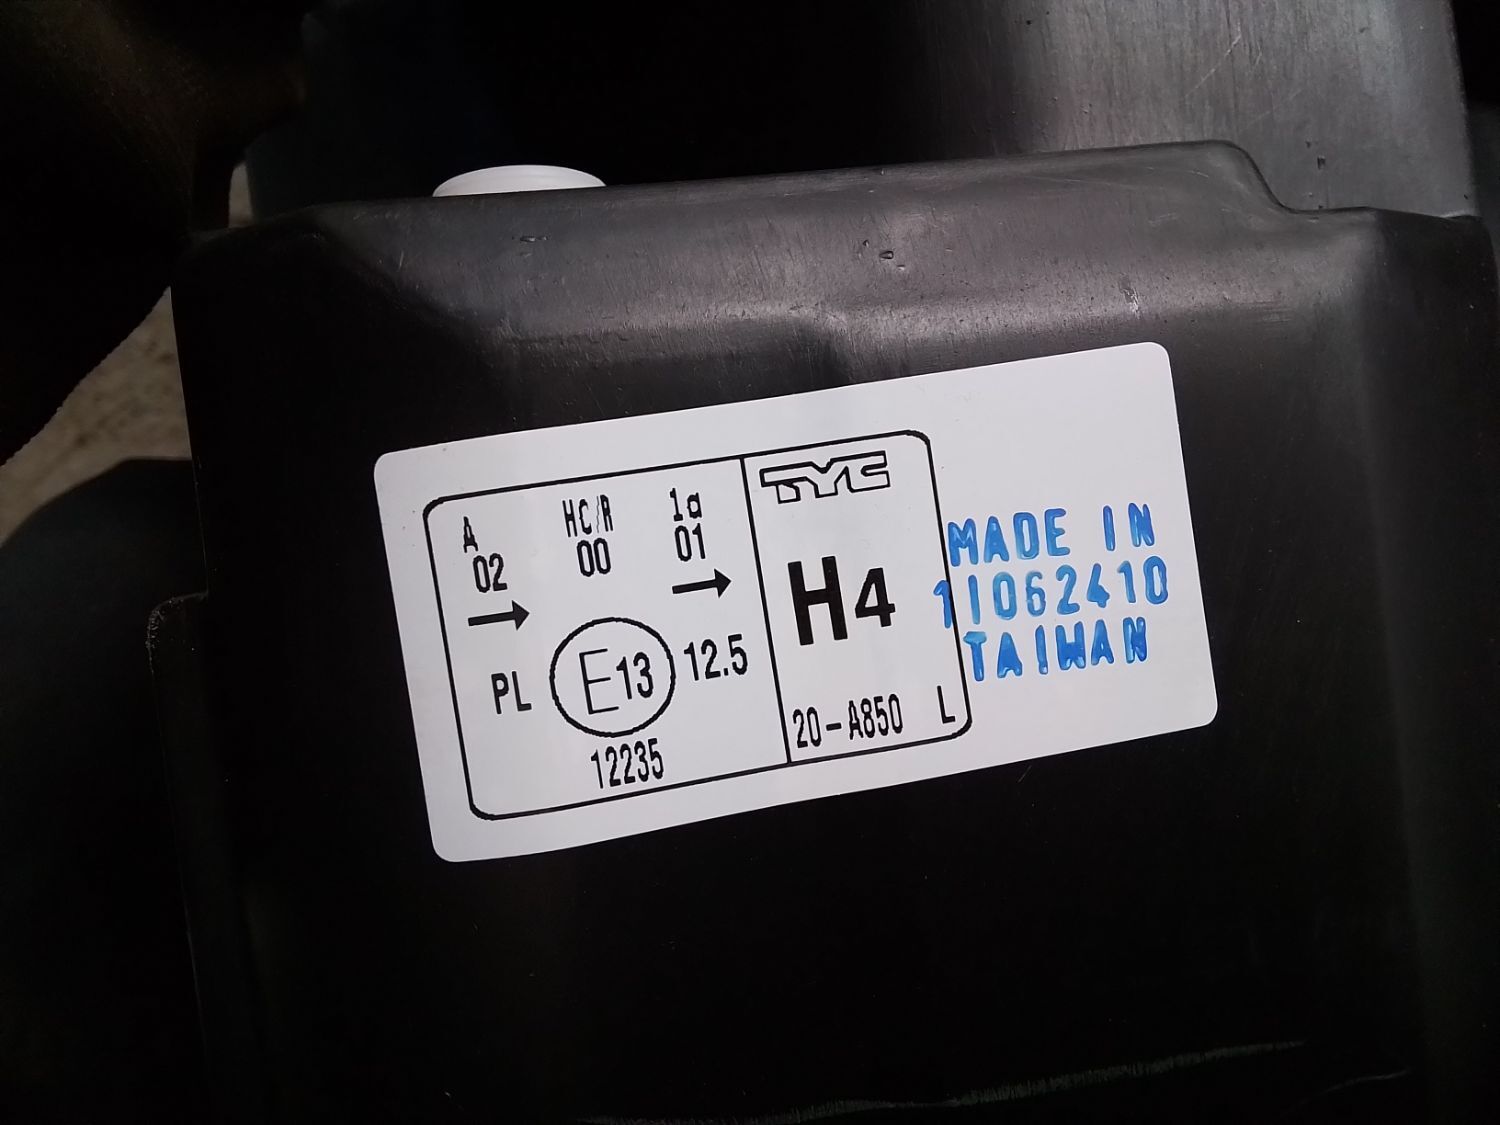 A HC/R 1a
02 00 01
→ →
PL E13 12.5
12235
TYC
H4
20-A850 L
MADE IN
11062410
TAIWAN